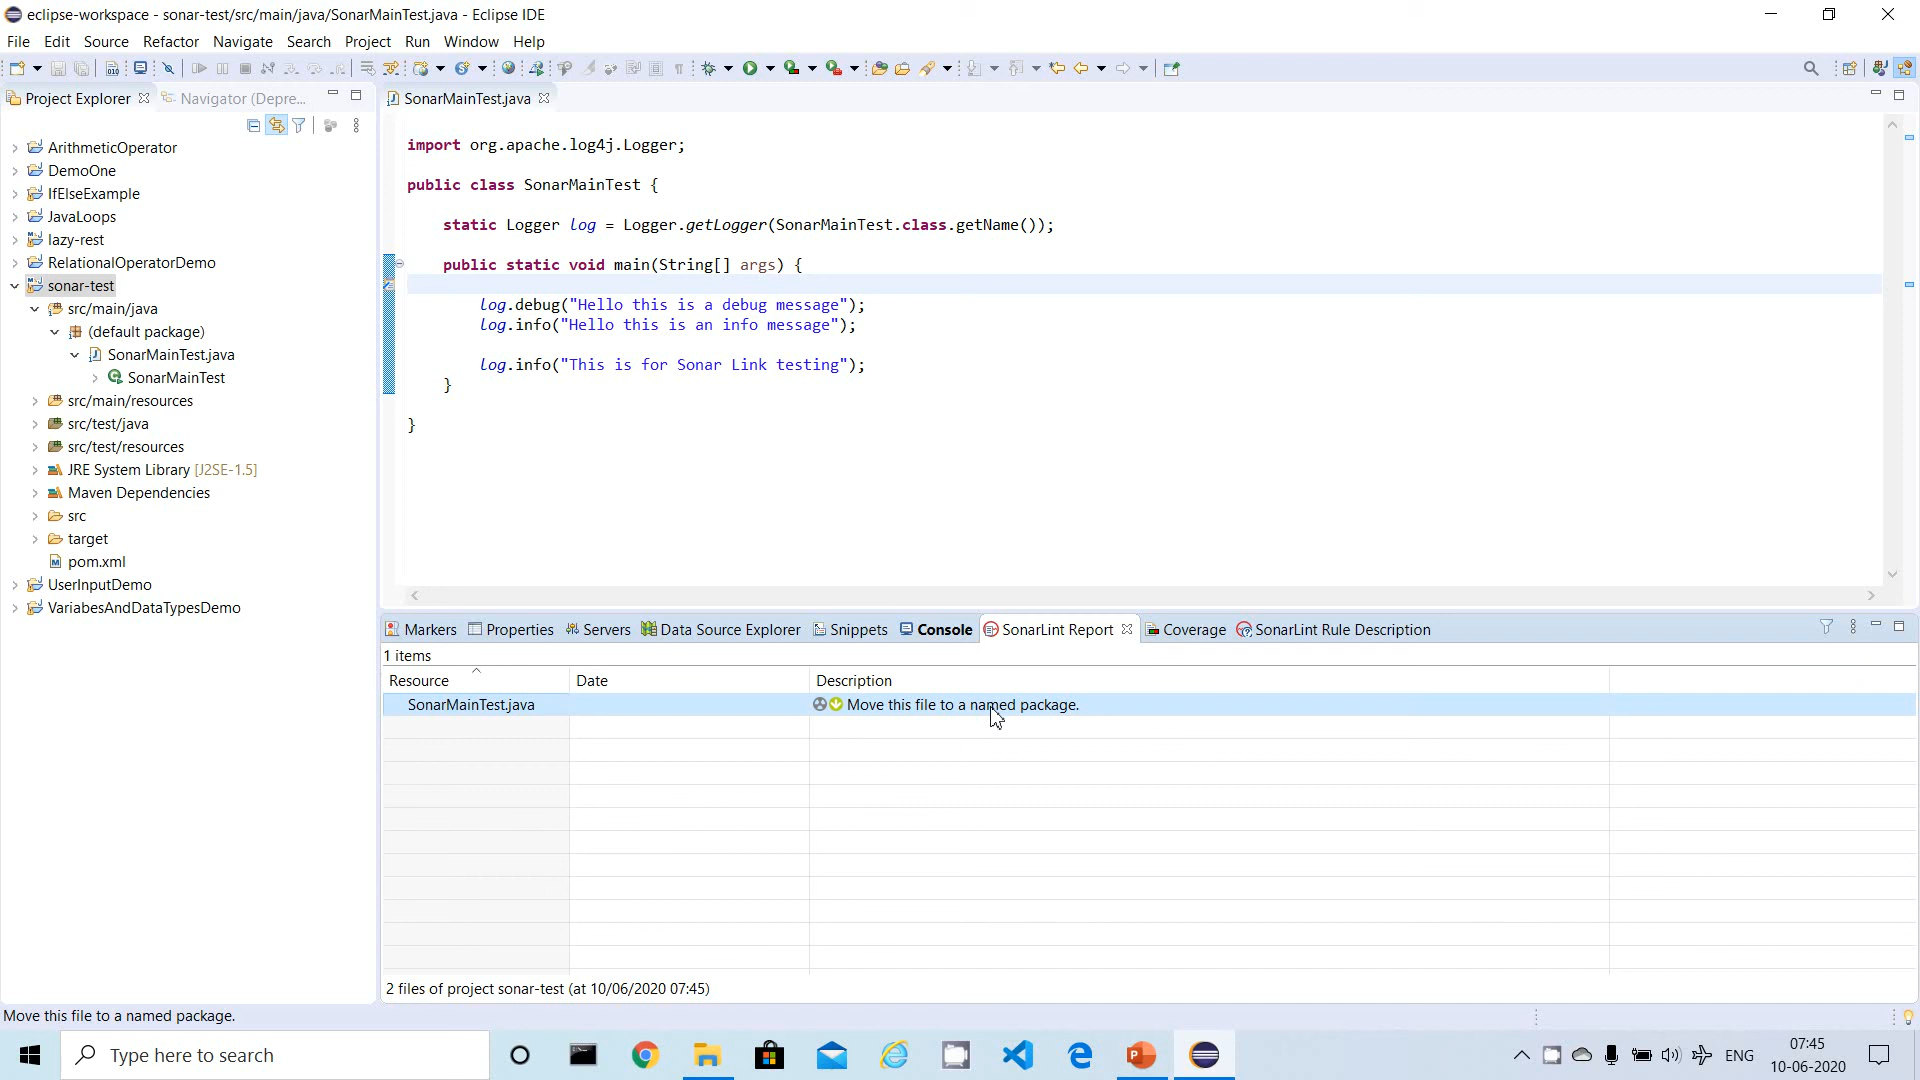 eclipse-workspace - sonar-test/src/main/java/SonarMainTest.java - Eclipse IDE
File Edit Source Refactor Navigate Search Project Run Window Help
Project Explorer
Navigator (Depre...
SonarMainTest.java
ArithmeticOperator
DemoOne
IfElseExample
JavaLoops
lazy-rest
RelationalOperatorDemo
sonar-test
src/main/java
(default package)
SonarMainTest.java
SonarMainTest
src/main/resources
src/test/java
src/test/resources
JRE System Library [J2SE-1.5]
Maven Dependencies
src
target
pom.xml
UserInputDemo
VariabesAndDataTypesDemo
import org.apache.log4j.Logger;
public class SonarMainTest {
static Logger log = Logger.getLogger(SonarMainTest.class.getName());
public static void main(String[] args) {
log.debug("Hello this is a debug message");
log.info("Hello this is an info message");
log.info("This is for Sonar Link testing");
}
}
Markers Properties Servers Data Source Explorer Snippets Console SonarLint Report Coverage SonarLint Rule Description
1 items
Resource Date Description
SonarMainTest.java Move this file to a named package.
2 files of project sonar-test (at 10/06/2020 07:45)
Move this file to a named package.
Type here to search
ENG
07:45
10-06-2020